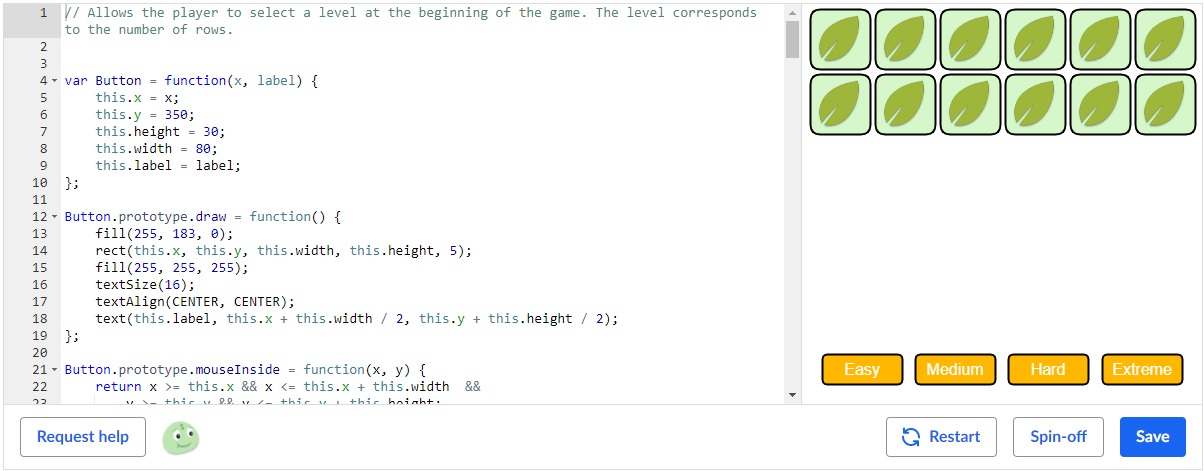 1 // Allows the player to select a level at the beginning of the game. The level corresponds
to the number of rows.
2
3
4 var Button = function(x, label) {
5     this.x = x;
6     this.y = 350;
7     this.height = 30;
8     this.width = 80;
9     this.label = label;
10 };
11
12 Button.prototype.draw = function() {
13     fill(255, 183, 0);
14     rect(this.x, this.y, this.width, this.height, 5);
15     fill(255, 255, 255);
16     textSize(16);
17     textAlign(CENTER, CENTER);
18     text(this.label, this.x + this.width / 2, this.y + this.height / 2);
19 };
20
21 Button.prototype.mouseInside = function(x, y) {
22     return x >= this.x && x <= this.x + this.width  &&
23         y >= this.y && y <= this.y + this.height;
Easy Medium Hard Extreme
Request help Restart Spin-off Save